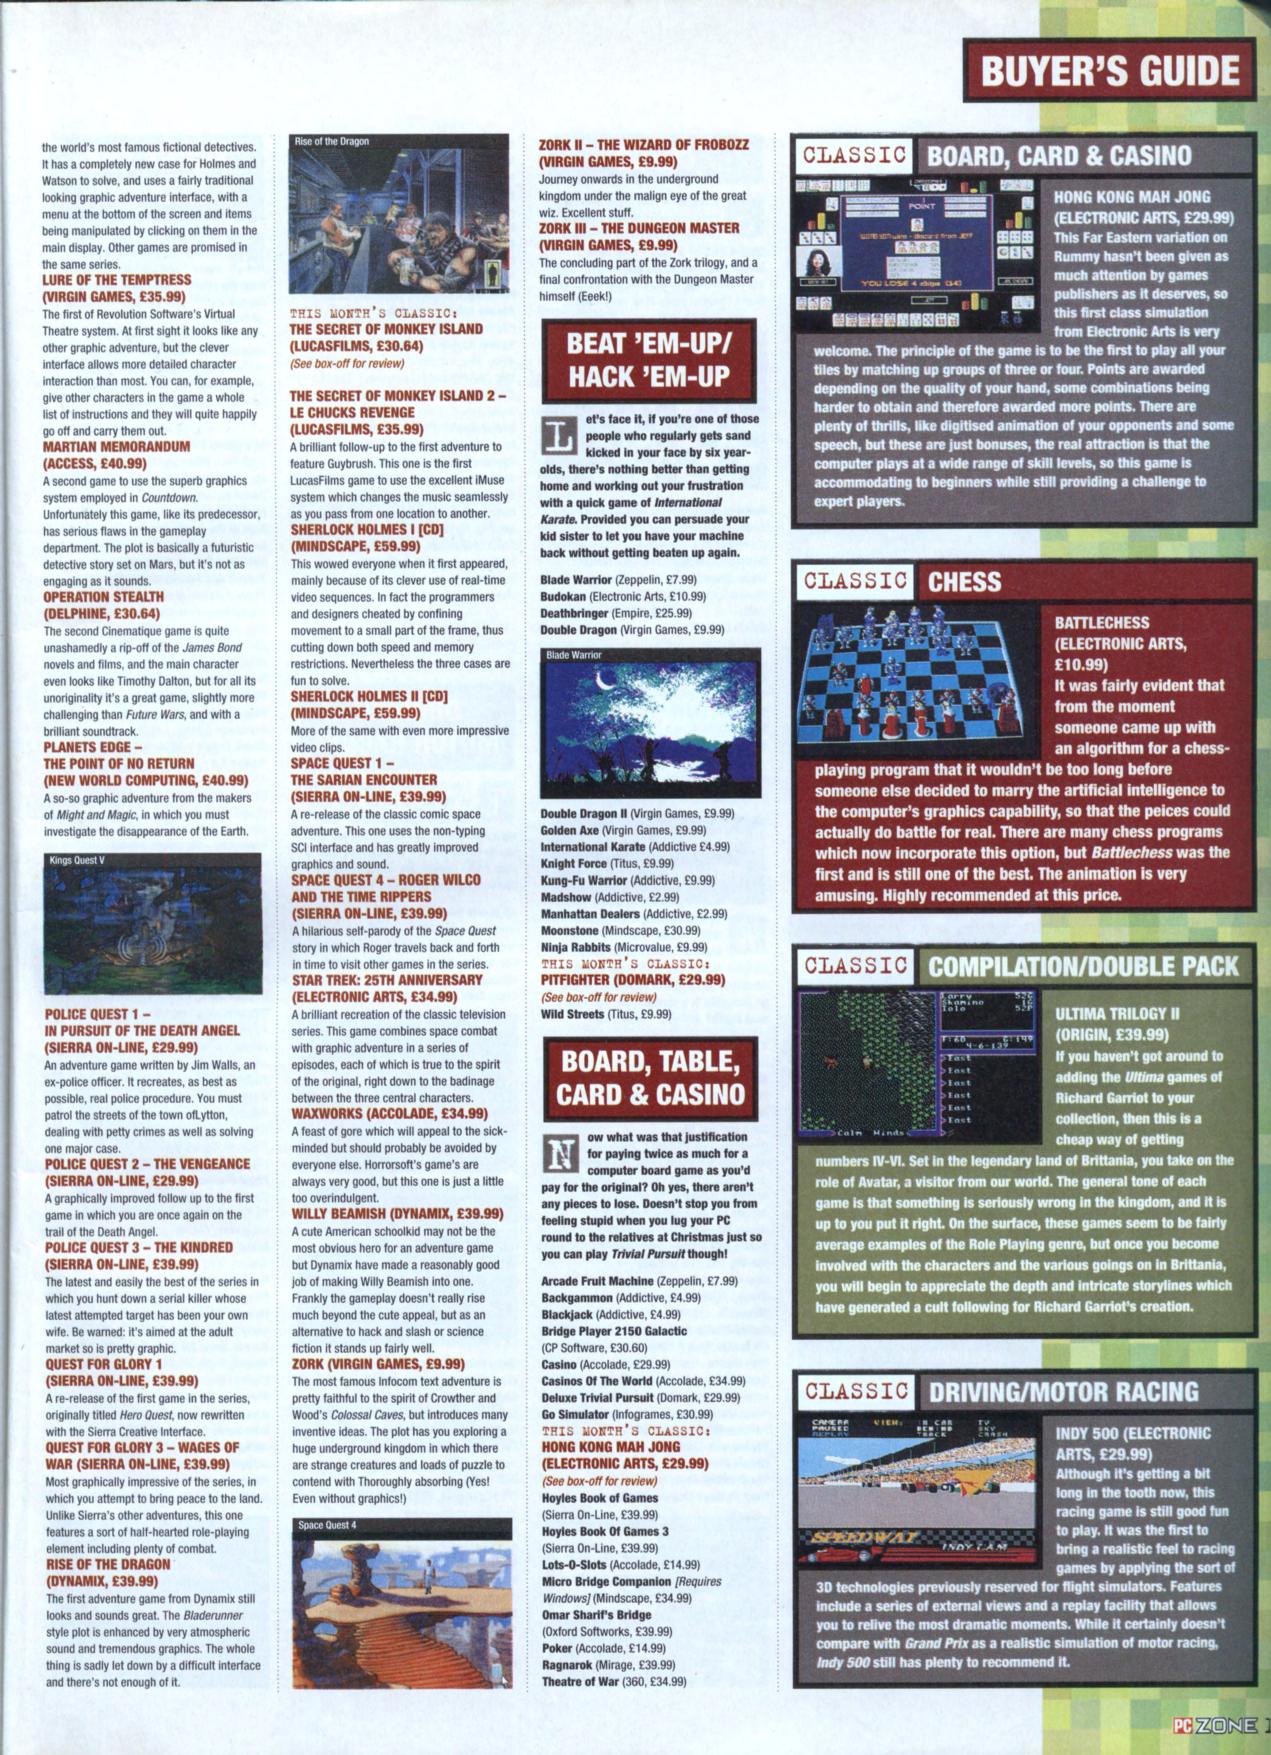 BUYER'S GUIDE
the world's most famous fictional detectives.
It has a completely new case for Holmes and
Watson to solve, and uses a fairly traditional
looking graphic adventure interface, with a
menu at the bottom of the screen and items
being manipulated by clicking on them in the
main display. Other games are promised in
the same series.
LURE OF THE TEMPTRESS
(VIRGIN GAMES, £35.99)
The first of Revolution Software's Virtual
Theatre system. At first sight it looks like any
other graphic adventure, but the clever
interface allows more detailed character
interaction than most. You can, for example,
give other characters in the game a whole
list of instructions and they will quite happily
go off and carry them out.
MARTIAN MEMORANDUM
(ACCESS, £40.99)
A second game to use the superb graphics
system employed in Countdown.
Unfortunately this game, like its predecessor,
has serious flaws in the gameplay
department. The plot is basically a futuristic
detective story set on Mars, but it's not as
engaging as it sounds.
OPERATION STEALTH
(DELPHINE, £30.64)
The second Cinematique game is quite
unashamedly a rip-off of the James Bond
novels and films, and the main character
even looks like Timothy Dalton, but for all its
unoriginality it's a great game, slightly more
challenging than Future Wars, and with a
brilliant soundtrack.
PLANETS EDGE –
THE POINT OF NO RETURN
(NEW WORLD COMPUTING, £40.99)
A so-so graphic adventure from the makers
of Might and Magic, in which you must
investigate the disappearance of the Earth.
Kings Quest V
POLICE QUEST 1 –
IN PURSUIT OF THE DEATH ANGEL
(SIERRA ON-LINE, £29.99)
An adventure game written by Jim Walls, an
ex-police officer. It recreates, as best as
possible, real police procedure. You must
patrol the streets of the town ofLytton,
dealing with petty crimes as well as solving
one major case.
POLICE QUEST 2 – THE VENGEANCE
(SIERRA ON-LINE, £29.99)
A graphically improved follow up to the first
game in which you are once again on the
trail of the Death Angel.
POLICE QUEST 3 – THE KINDRED
(SIERRA ON-LINE, £39.99)
The latest and easily the best of the series in
which you hunt down a serial killer whose
latest attempted target has been your own
wife. Be warned: it's aimed at the adult
market so is pretty graphic.
QUEST FOR GLORY 1
(SIERRA ON-LINE, £39.99)
A re-release of the first game in the series,
originally titled Hero Quest, now rewritten
with the Sierra Creative Interface.
QUEST FOR GLORY 3 – WAGES OF
WAR (SIERRA ON-LINE, £39.99)
Most graphically impressive of the series, in
which you attempt to bring peace to the land.
Unlike Sierra's other adventures, this one
features a sort of half-hearted role-playing
element including plenty of combat.
RISE OF THE DRAGON
(DYNAMIX, £39.99)
The first adventure game from Dynamix still
looks and sounds great. The Bladerunner
style plot is enhanced by very atmospheric
sound and tremendous graphics. The whole
thing is sadly let down by a difficult interface
and there's not enough of it.
Rise of the Dragon
THIS MONTH'S CLASSIC:
THE SECRET OF MONKEY ISLAND
(LUCASFILMS, £30.64)
(See box-off for review)
THE SECRET OF MONKEY ISLAND 2 –
LE CHUCKS REVENGE
(LUCASFILMS, £35.99)
A brilliant follow-up to the first adventure to
feature Guybrush. This one is the first
LucasFilms game to use the excellent iMuse
system which changes the music seamlessly
as you pass from one location to another.
SHERLOCK HOLMES I [CD]
(MINDSCAPE, £59.99)
This wowed everyone when it first appeared,
mainly because of its clever use of real-time
video sequences. In fact the programmers
and designers cheated by confining
movement to a small part of the frame, thus
cutting down both speed and memory
restrictions. Nevertheless the three cases are
fun to solve.
SHERLOCK HOLMES II [CD]
(MINDSCAPE, £59.99)
More of the same with even more impressive
video clips.
SPACE QUEST 1 –
THE SARIAN ENCOUNTER
(SIERRA ON-LINE, £39.99)
A re-release of the classic comic space
adventure. This one uses the non-typing
SCI interface and has greatly improved
graphics and sound.
SPACE QUEST 4 – ROGER WILCO
AND THE TIME RIPPERS
(SIERRA ON-LINE, £39.99)
A hilarious self-parody of the Space Quest
story in which Roger travels back and forth
in time to visit other games in the series.
STAR TREK: 25TH ANNIVERSARY
(ELECTRONIC ARTS, £34.99)
A brilliant recreation of the classic television
series. This game combines space combat
with graphic adventure in a series of
episodes, each of which is true to the spirit
of the original, right down to the badinage
between the three central characters.
WAXWORKS (ACCOLADE, £34.99)
A feast of gore which will appeal to the sick-
minded but should probably be avoided by
everyone else. Horrorsoft's game's are
always very good, but this one is just a little
too overindulgent.
WILLY BEAMISH (DYNAMIX, £39.99)
A cute American schoolkid may not be the
most obvious hero for an adventure game
but Dynamix have made a reasonably good
job of making Willy Beamish into one.
Frankly the gameplay doesn't really rise
much beyond the cute appeal, but as an
alternative to hack and slash or science
fiction it stands up fairly well.
ZORK (VIRGIN GAMES, £9.99)
The most famous Infocom text adventure is
pretty faithful to the spirit of Crowther and
Wood's Colossal Caves, but introduces many
inventive ideas. The plot has you exploring a
huge underground kingdom in which there
are strange creatures and loads of puzzle to
contend with Thoroughly absorbing (Yes!
Even without graphics!)
Space Quest 4
ZORK II – THE WIZARD OF FROBOZZ
(VIRGIN GAMES, £9.99)
Journey onwards in the underground
kingdom under the malign eye of the great
wiz. Excellent stuff.
ZORK III – THE DUNGEON MASTER
(VIRGIN GAMES, £9.99)
The concluding part of the Zork trilogy, and a
final confrontation with the Dungeon Master
himself (Eeek!)
BEAT 'EM-UP/
HACK 'EM-UP
Let's face it, if you're one of those
people who regularly gets sand
kicked in your face by six year-
olds, there's nothing better than getting
home and working out your frustration
with a quick game of International
Karate. Provided you can persuade your
kid sister to let you have your machine
back without getting beaten up again.
Blade Warrior (Zeppelin, £7.99)
Budokan (Electronic Arts, £10.99)
Deathbringer (Empire, £25.99)
Double Dragon (Virgin Games, £9.99)
Blade Warrior
Double Dragon II (Virgin Games, £9.99)
Golden Axe (Virgin Games, £9.99)
International Karate (Addictive £4.99)
Knight Force (Titus, £9.99)
Kung-Fu Warrior (Addictive, £9.99)
Madshow (Addictive, £2.99)
Manhattan Dealers (Addictive, £2.99)
Moonstone (Mindscape, £30.99)
Ninja Rabbits (Microvalue, £9.99)
THIS MONTH'S CLASSIC:
PITFIGHTER (DOMARK, £29.99)
(See box-off for review)
Wild Streets (Titus, £9.99)
BOARD, TABLE,
CARD & CASINO
Now what was that justification
for paying twice as much for a
computer board game as you'd
pay for the original? Oh yes, there aren't
any pieces to lose. Doesn't stop you from
feeling stupid when you lug your PC
round to the relatives at Christmas just so
you can play Trivial Pursuit though!
Arcade Fruit Machine (Zeppelin, £7.99)
Backgammon (Addictive, £4.99)
Blackjack (Addictive, £4.99)
Bridge Player 2150 Galactic
(CP Software, £30.60)
Casino (Accolade, £29.99)
Casinos Of The World (Accolade, £34.99)
Deluxe Trivial Pursuit (Domark, £29.99)
Go Simulator (Infogrames, £30.99)
THIS MONTH'S CLASSIC:
HONG KONG MAH JONG
(ELECTRONIC ARTS, £29.99)
(See box-off for review)
Hoyles Book of Games
(Sierra On-Line, £39.99)
Hoyles Book Of Games 3
(Sierra On-Line, £39.99)
Lots-O-Slots (Accolade, £14.99)
Micro Bridge Companion [Requires
Windows] (Mindscape, £34.99)
Omar Sharif's Bridge
(Oxford Softworks, £39.99)
Poker (Accolade, £14.99)
Ragnarok (Mirage, £39.99)
Theatre of War (360, £34.99)
CLASSIC BOARD, CARD & CASINO
POINT
YOU LOSE 4 chips (34)
HONG KONG MAH JONG
(ELECTRONIC ARTS, £29.99)
This Far Eastern variation on
Rummy hasn't been given as
much attention by games
publishers as it deserves, so
this first class simulation
from Electronic Arts is very
welcome. The principle of the game is to be the first to play all your
tiles by matching up groups of three or four. Points are awarded
depending on the quality of your hand, some combinations being
harder to obtain and therefore awarded more points. There are
plenty of thrills, like digitised animation of your opponents and some
speech, but these are just bonuses, the real attraction is that the
computer plays at a wide range of skill levels, so this game is
accommodating to beginners while still providing a challenge to
expert players.
CLASSIC CHESS
BATTLECHESS
(ELECTRONIC ARTS,
£10.99)
It was fairly evident that
from the moment
someone came up with
an algorithm for a chess-
playing program that it wouldn't be too long before
someone else decided to marry the artificial intelligence to
the computer's graphics capability, so that the peices could
actually do battle for real. There are many chess programs
which now incorporate this option, but Battlechess was the
first and is still one of the best. The animation is very
amusing. Highly recommended at this price.
CLASSIC COMPILATION/DOUBLE PACK
Larry 52G
Shamino 1G
Iolo 52P
F:60 G:149
4-6-139
East
East
East
East
East
East
Calm Winds
ULTIMA TRILOGY II
(ORIGIN, £39.99)
If you haven't got around to
adding the Ultima games of
Richard Garriot to your
collection, then this is a
cheap way of getting
numbers IV-VI. Set in the legendary land of Brittania, you take on the
role of Avatar, a visitor from our world. The general tone of each
game is that something is seriously wrong in the kingdom, and it is
up to you put it right. On the surface, these games seem to be fairly
average examples of the Role Playing genre, but once you become
involved with the characters and the various goings on in Brittania,
you will begin to appreciate the depth and intricate storylines which
have generated a cult following for Richard Garriot's creation.
CLASSIC DRIVING/MOTOR RACING
CAMERA VIEW: IN CAR TV
PAUSED BEHIND SKY
REPLAY TRACK CRASH
SPEEDWAY
INDY CAM
INDY 500 (ELECTRONIC
ARTS, £29.99)
Although it's getting a bit
long in the tooth now, this
racing game is still good fun
to play. It was the first to
bring a realistic feel to racing
games by applying the sort of
3D technologies previously reserved for flight simulators. Features
include a series of external views and a replay facility that allows
you to relive the most dramatic moments. While it certainly doesn't
compare with Grand Prix as a realistic simulation of motor racing,
Indy 500 still has plenty to recommend it.
PC ZONE